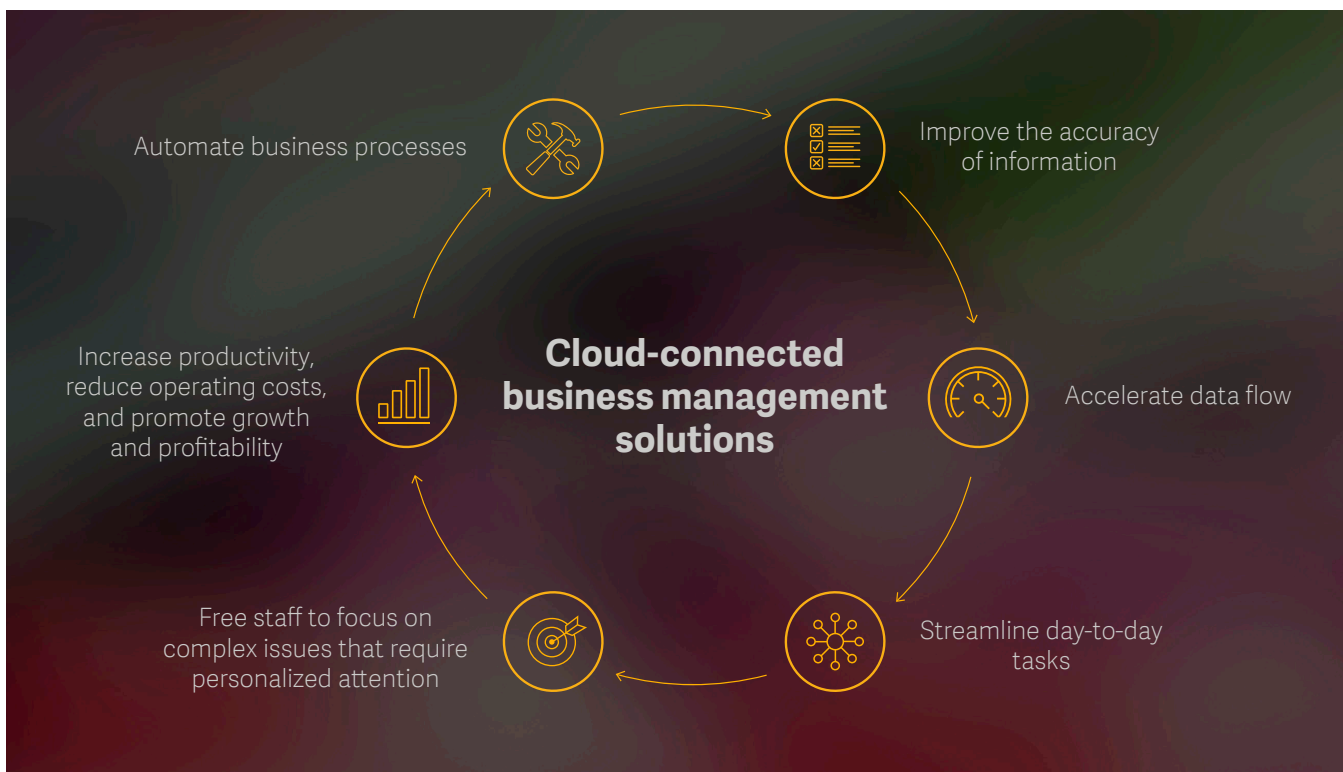 Automate business processes
Improve the accuracy
of information
Cloud-connected
business management
solutions
Increase productivity,
reduce operating costs,
and promote growth
and profitability
Accelerate data flow
Free staff to focus on
complex issues that require
personalized attention
Streamline day-to-day
tasks